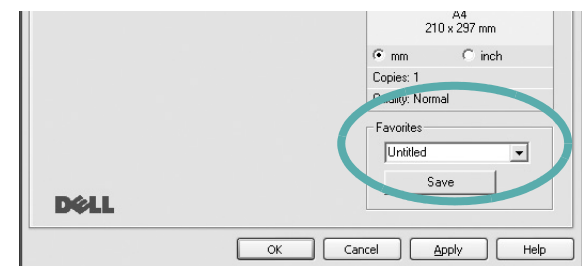 A4
210 x 297 mm
mm inch
Copies: 1
Quality: Normal
Favorites
Untitled
Save
DELL
OK Cancel Apply Help